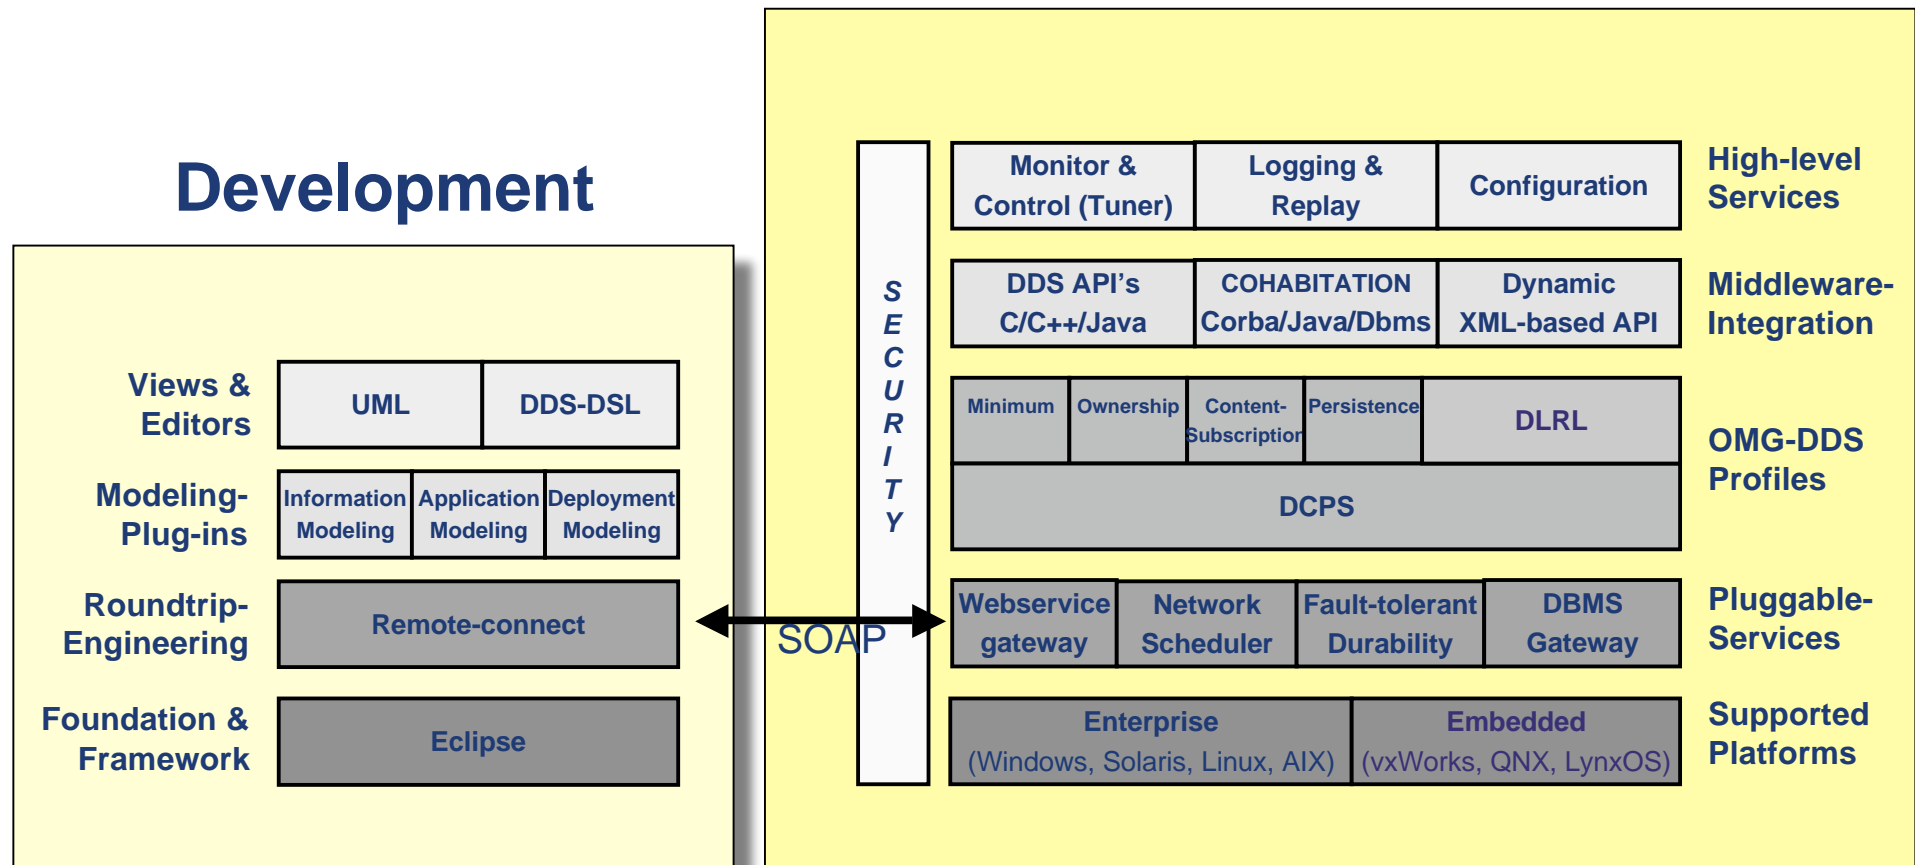 Development
Views &
Editors
UML
DDS-DSL
Modeling-
Plug-ins
Information
Modeling
Application
Modeling
Deployment
Modeling
Roundtrip-
Engineering
Remote-connect
Foundation &
Framework
Eclipse
SOAP
S
E
C
U
R
I
T
Y
Monitor &
Control (Tuner)
Logging &
Replay
Configuration
High-level
Services
DDS API’s
C/C++/Java
COHABITATION
Corba/Java/Dbms
Dynamic
XML-based API
Middleware-
Integration
Minimum
Ownership
Content-
Subscription
Persistence
DLRL
DCPS
OMG-DDS
Profiles
Webservice
gateway
Network
Scheduler
Fault-tolerant
Durability
DBMS
Gateway
Pluggable-
Services
Enterprise
(Windows, Solaris, Linux, AIX)
Embedded
(vxWorks, QNX, LynxOS)
Supported
Platforms